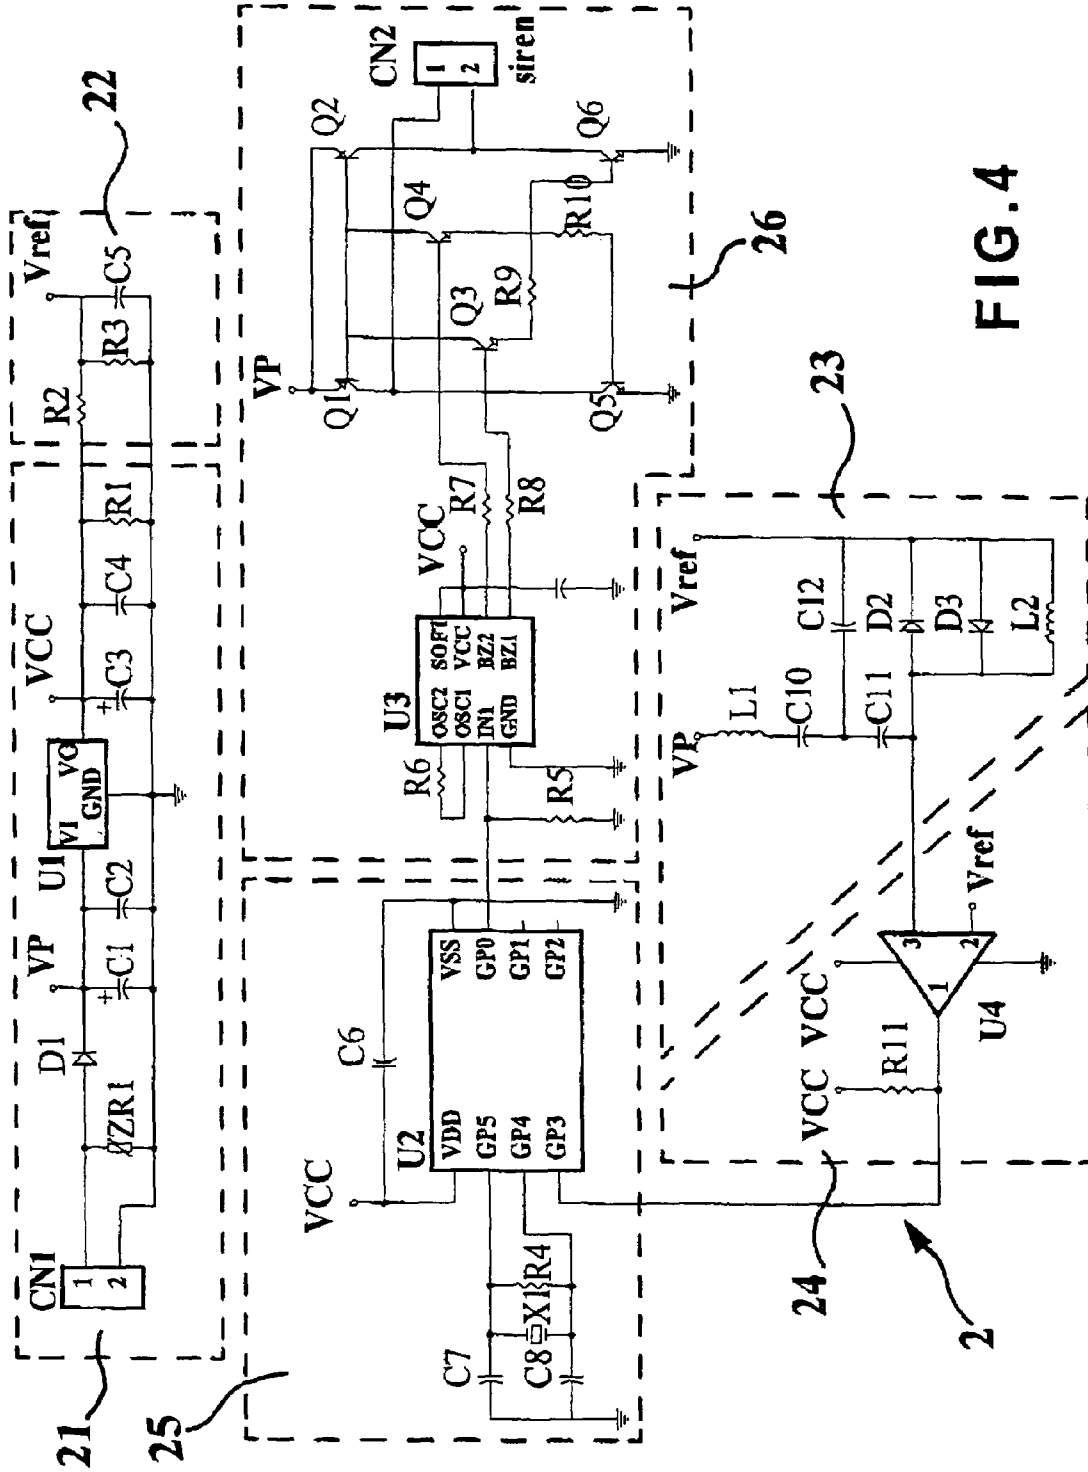 CN1
1
2
ZR1
D1
VP
+
C1
C2
U1
VI
VO
GND
VCC
+
C3
C4
R1
R2
R3
Vref
C5
21
22
25
VCC
C6
U2
VDD
GP5
GP4
GP3
VSS
GP0
GP1
GP2
C7
C8
X1
R4
R5
R6
U3
OSC2
OSC1
IN1
GND
SOFT
VCC
BZ2
BZ1
VCC
R7
R8
VP
Q1
Q2
Q3
Q4
Q5
Q6
R9
R10
CN2
1
2
siren
26
24
VCC
R11
VCC
U4
1
3
2
Vref
VP
L1
C10
C11
C12
D2
D3
L2
Vref
23
2
FIG.4